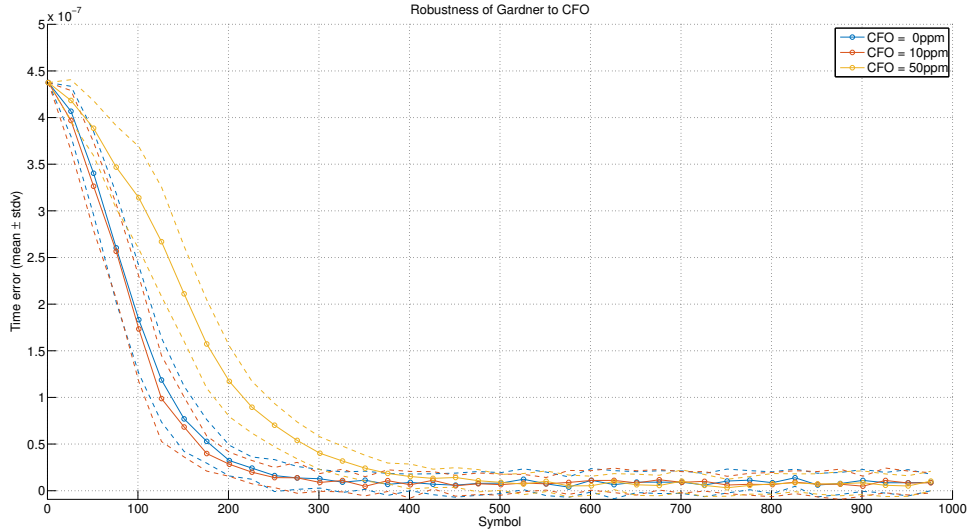 Robustness of Gardner to CFO
× 10⁻⁷
5
4.5
4
3.5
3
2.5
2
1.5
1
0.5
0
Time error (mean ± stdv)
0 100 200 300 400 500 600 700 800 900 1000
Symbol
CFO = 0ppm
CFO = 10ppm
CFO = 50ppm